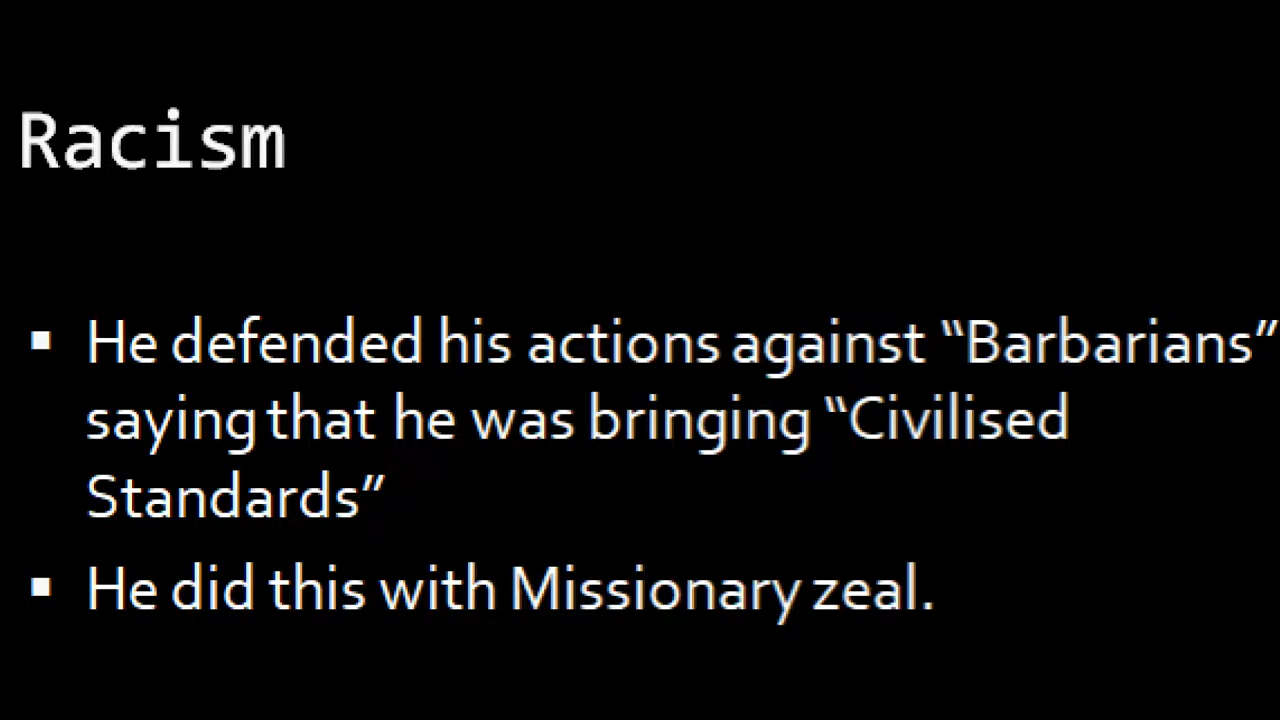 Racism
▪ He defended his actions against “Barbarians”
saying that he was bringing “Civilised
Standards”
▪ He did this with Missionary zeal.